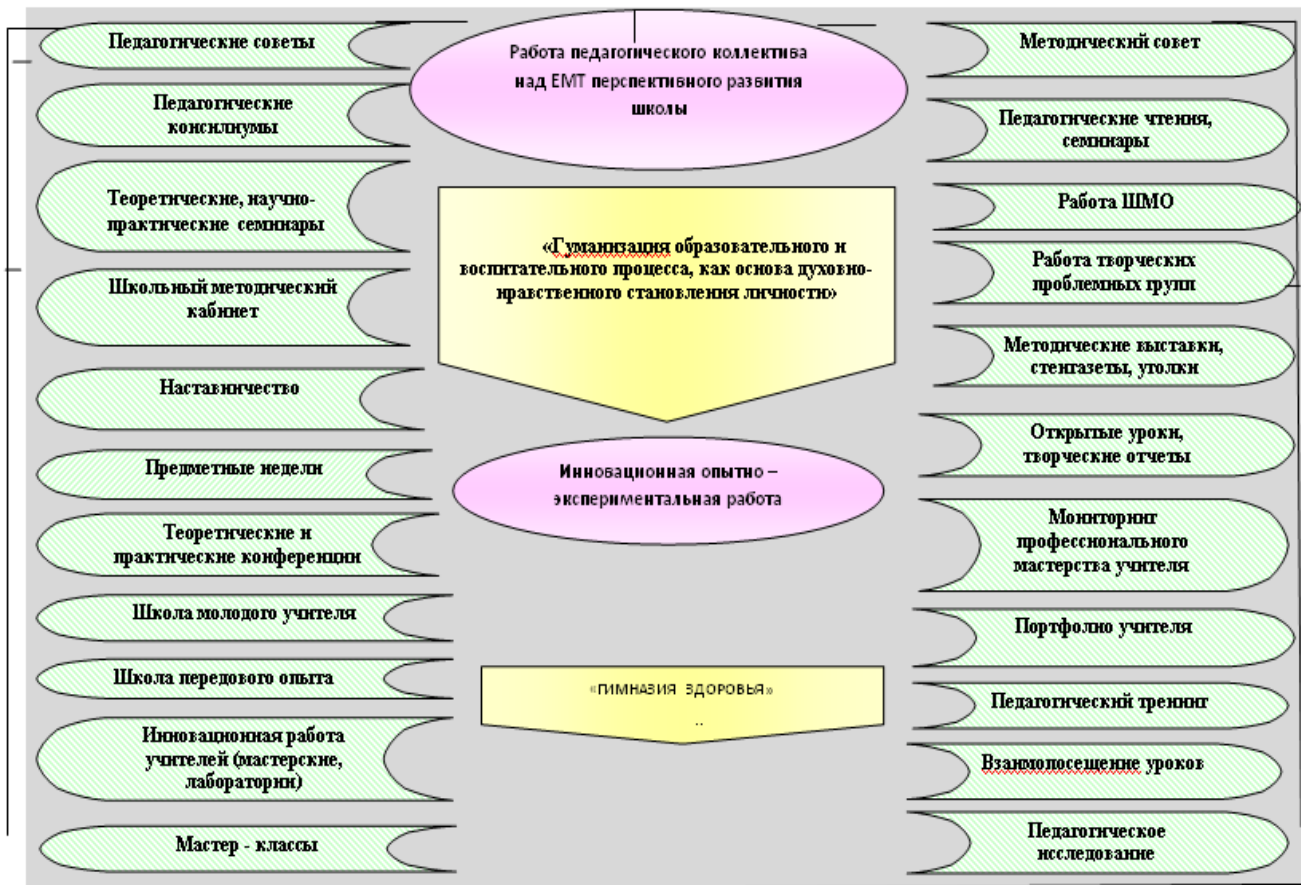 Педагогические советы
Педагогические
консилиумы
Теоретические, научно-
практические семинары
Школьный методический
кабинет
Наставничество
Предметные недели
Теоретические и
практические конференции
Школа молодого учителя
Школа передового опыта
Инновационная работа
учителей (мастерские,
лаборатории)
Мастер - классы
Работа педагогического коллектива
над ЕМТ перспективного развития
школы
«Гуманизация образовательного и
воспитательного процесса, как основа духовно-
нравственного становления личности»
Инновационная опытно –
экспериментальная работа
«ГИМНАЗИЯ ЗДОРОВЬЯ»
..
Методический совет
Педагогические чтения,
семинары
Работа ШМО
Работа творческих
проблемных групп
Методические выставки,
стенгазеты, уголки
Открытые уроки,
творческие отчеты
Мониторинг
профессионального
мастерства учителя
Портфолио учителя
Педагогический тренинг
Взаимопосещение уроков
Педагогическое
исследование